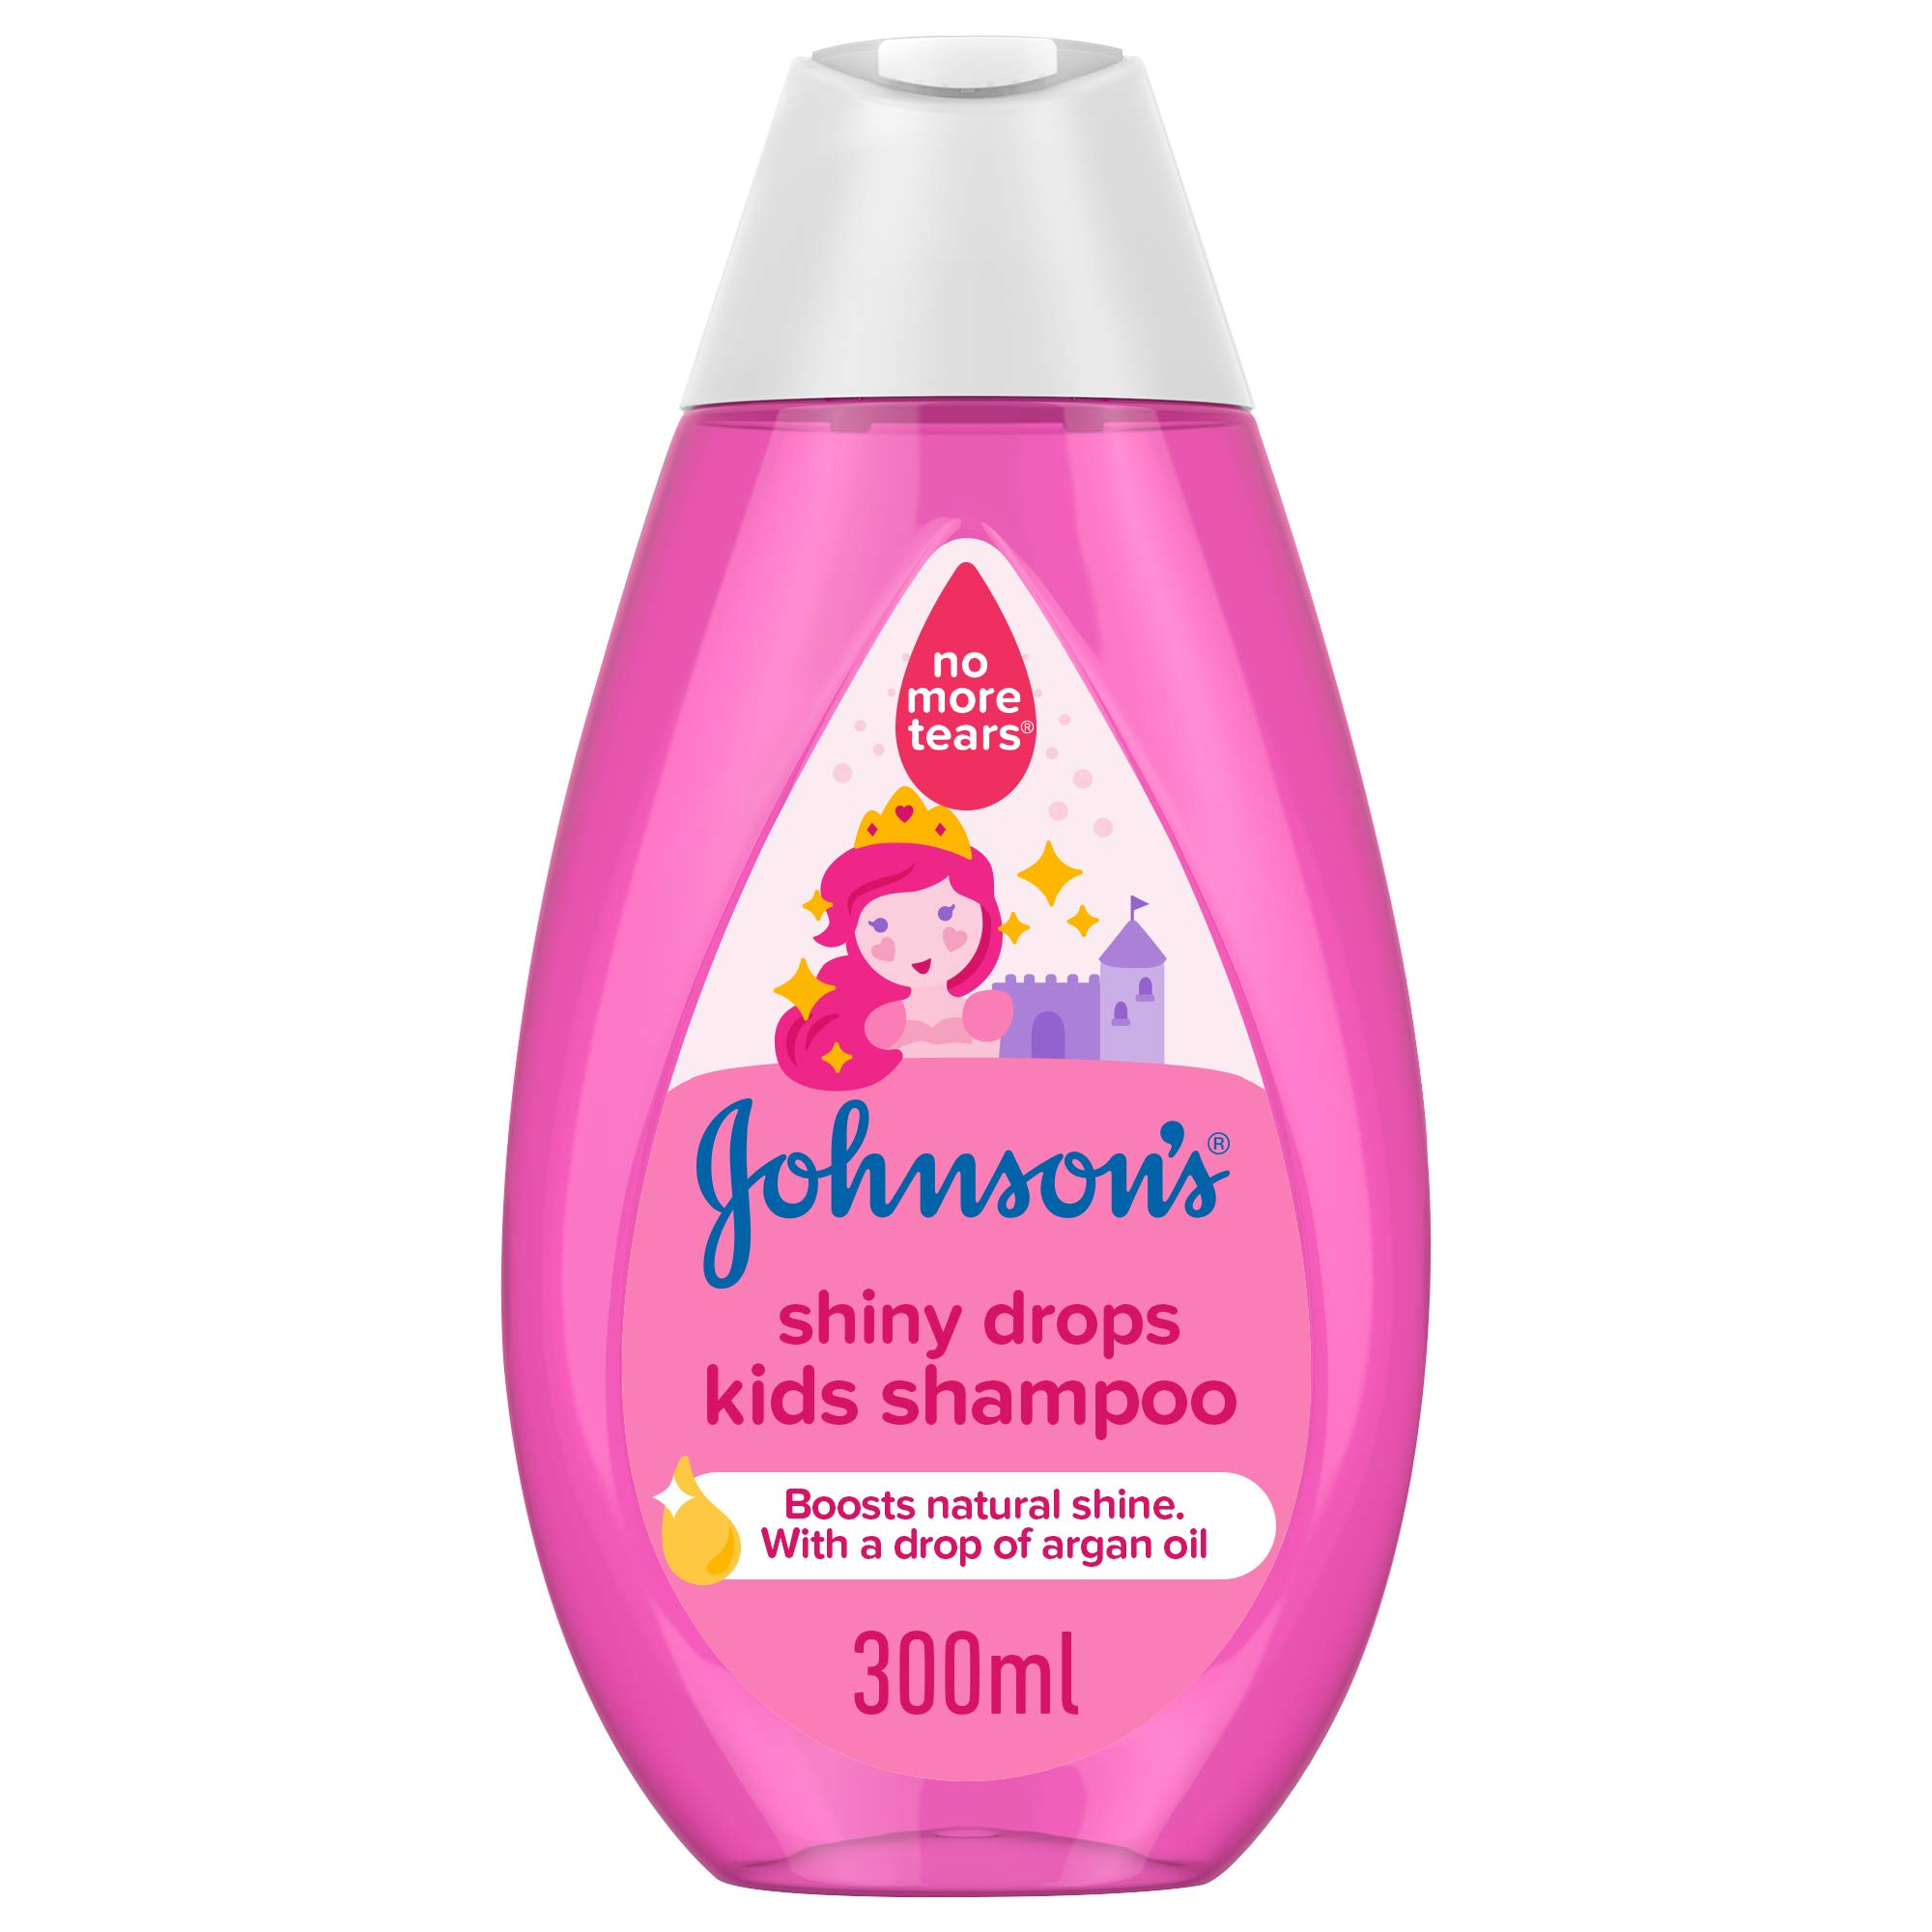 no
more
tears®
Johnson's®
shiny drops
kids shampoo
Boosts natural shine.
With a drop of argan oil
300ml